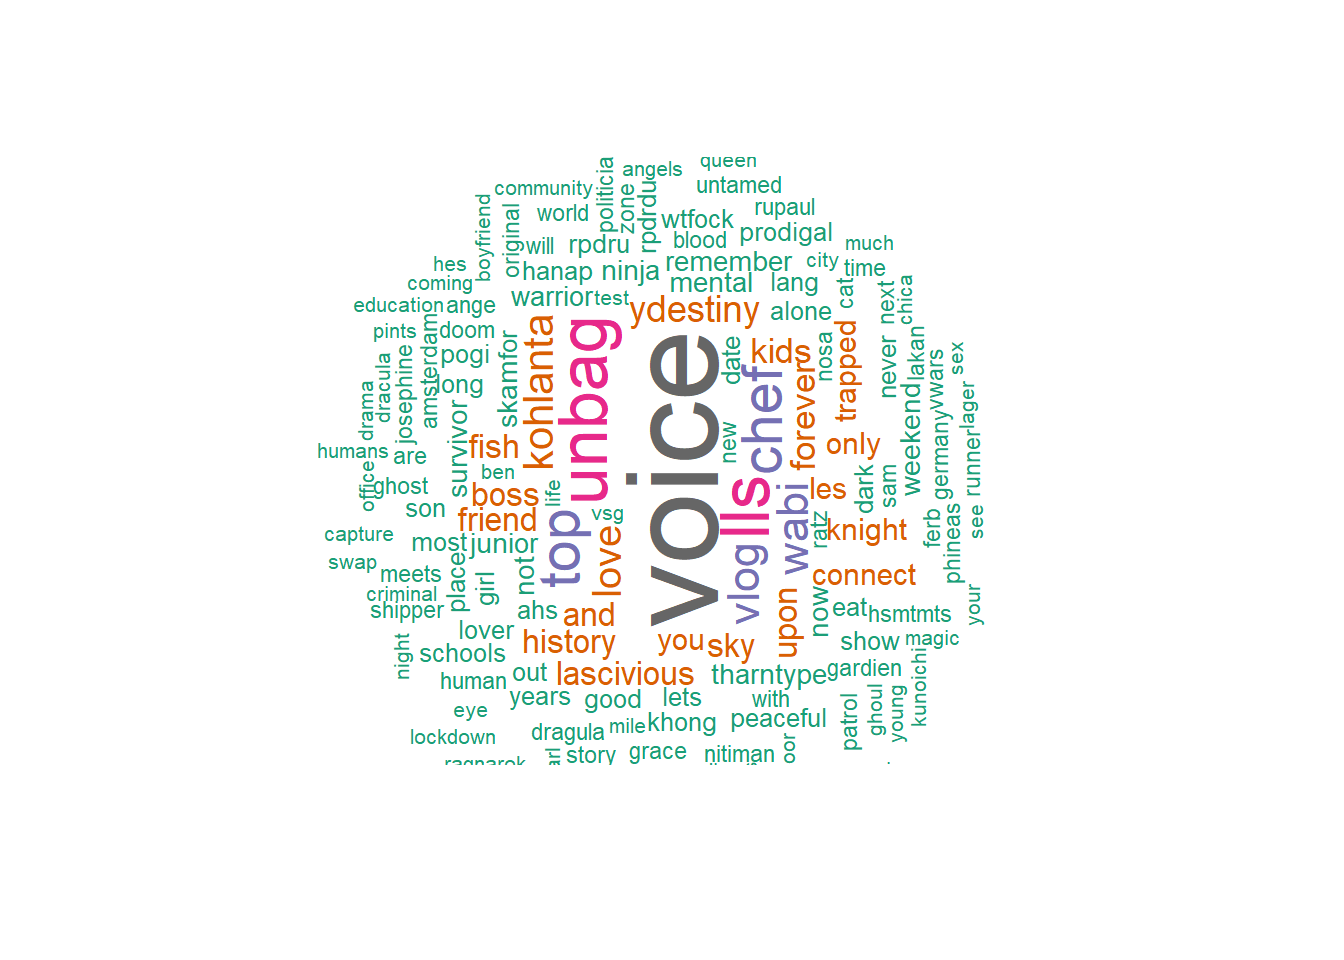 queen
angels
community
untamed
politicia
zone
rpdrdu
boyfriend
original
world
wtfock
rupaul
will
rpdru
blood
prodigal
much
hes
hanap
ninja
remember
city
time
coming
mental
lang
cat
next
chica
education
ange
warrior
test
ydestiny
alone
pints
doom
amsterdam
kohlanta
unbag
voice
date
kids
nosa
trapped
never
lakan
vwars
sex
pogi
skamfor
chef
forever
drama
dracula
josephine
long
weekend
lager
humans
are
survivor
fish
new
only
germany
runner
office
ghost
ben
lls
dark
sam
boss
life
les
son
friend
vsg
wabi
ratz
knight
ferb
phineas
see
capture
most
junior
top
love
vlog
swap
meets
place
girl
not
connect
criminal
shipper
ahs
and
upon
now
eat
hsmtmts
your
lover
history
you
sky
show
magic
night
schools
out
lascivious
tharntype
gardien
kunoichi
human
years
good
lets
with
patrol
ghoul
young
eye
khong
peaceful
lockdown
dragula
mile
story
grace
nitiman
oor
ragnarok